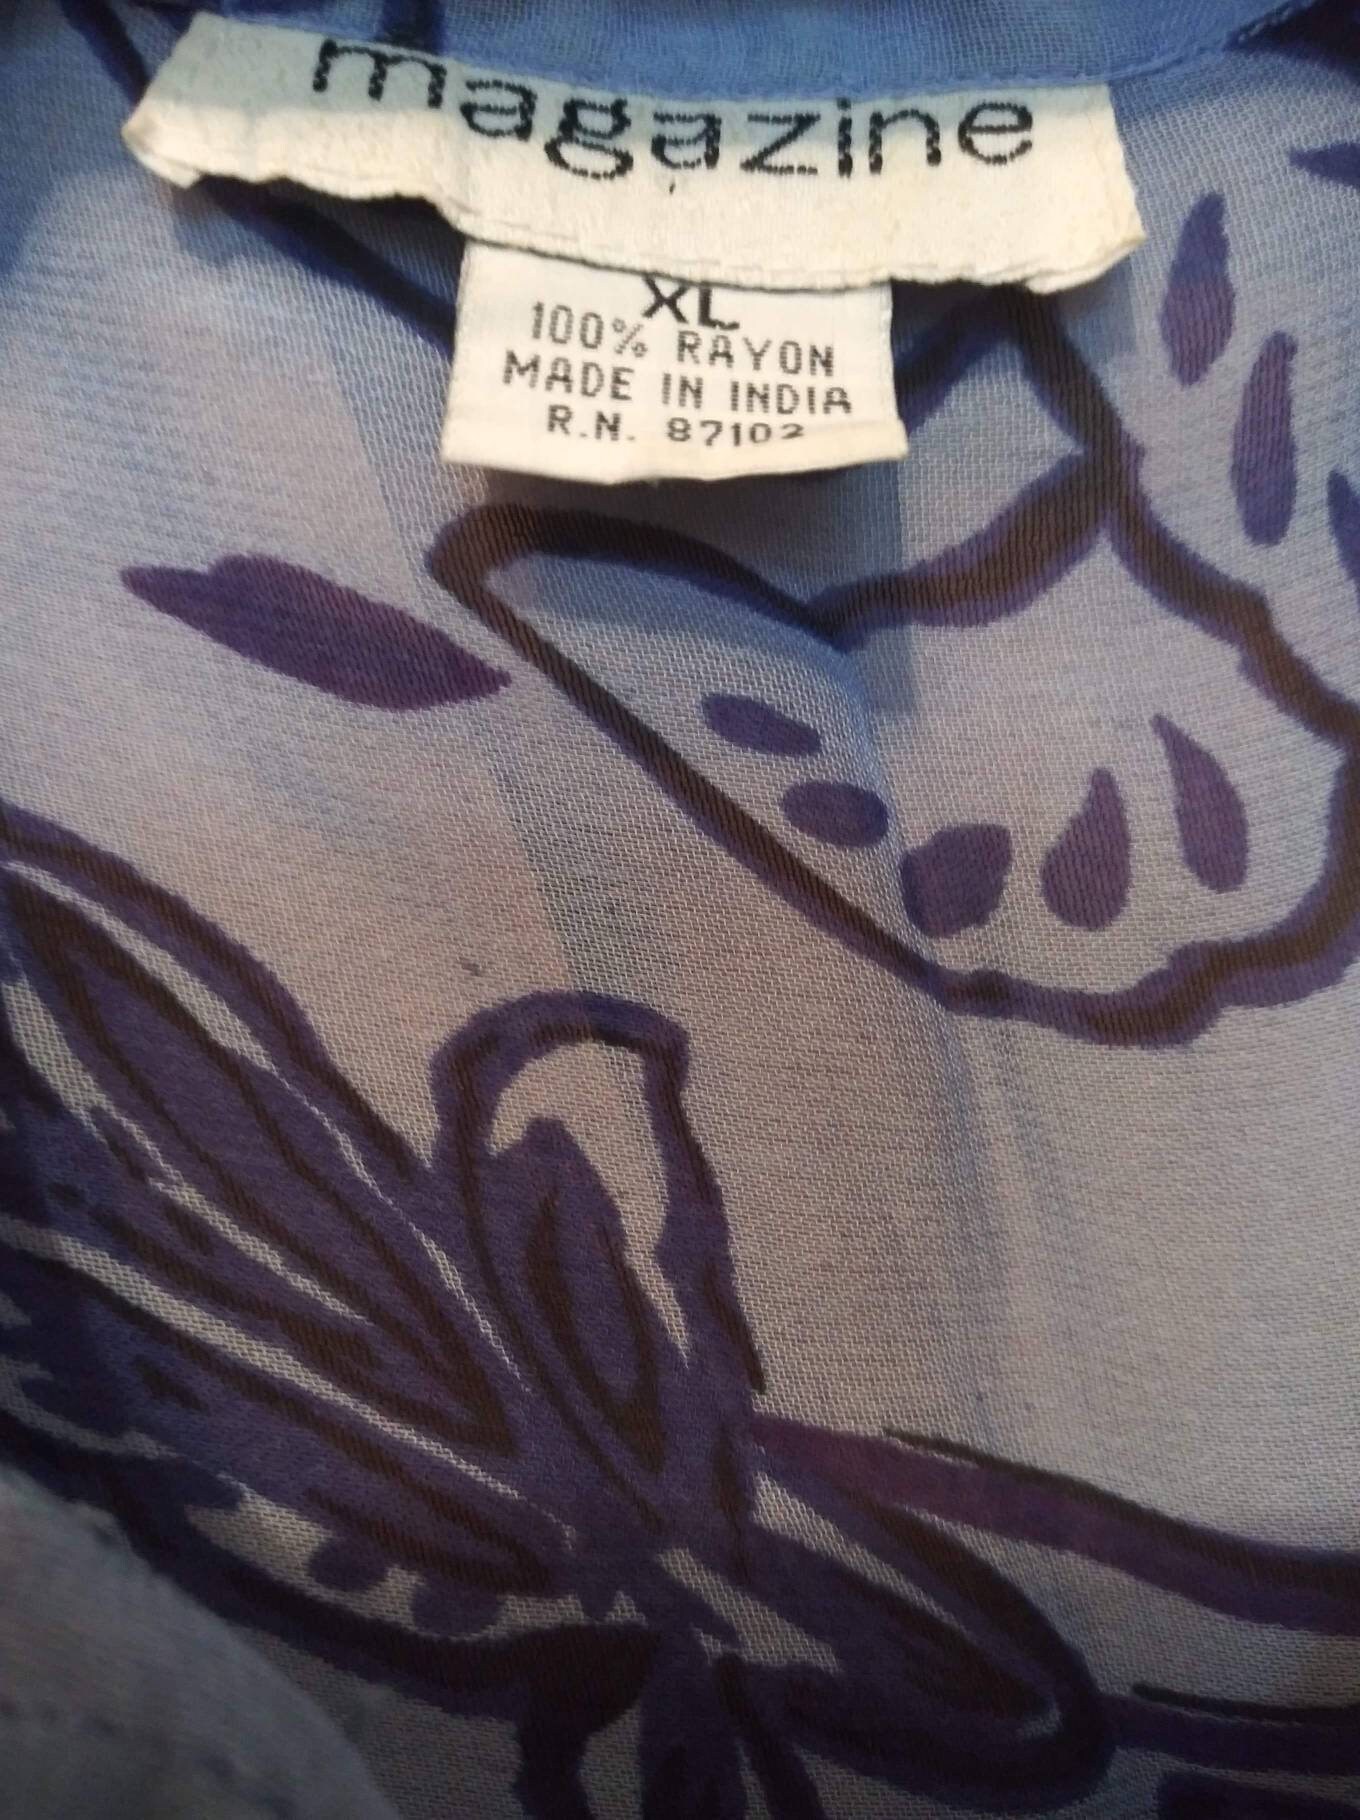 magazine
XL
100% RAYON
MADE IN INDIA
R.N. 87102